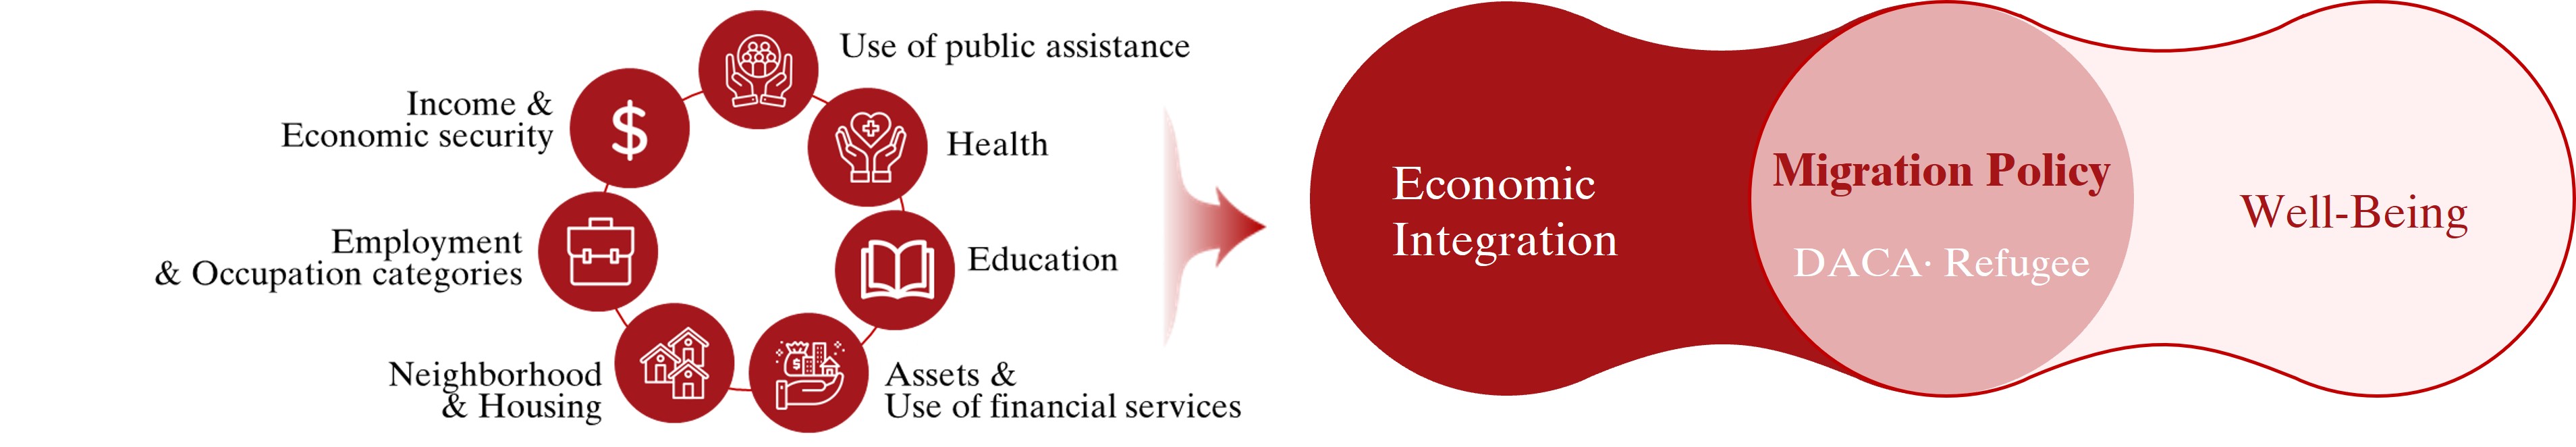 Use of public assistance
Income &
Economic security
Health
Employment
& Occupation categories
Education
Neighborhood
& Housing
Assets &
Use of financial services
Economic
Integration
Migration Policy
DACA· Refugee
Well-Being